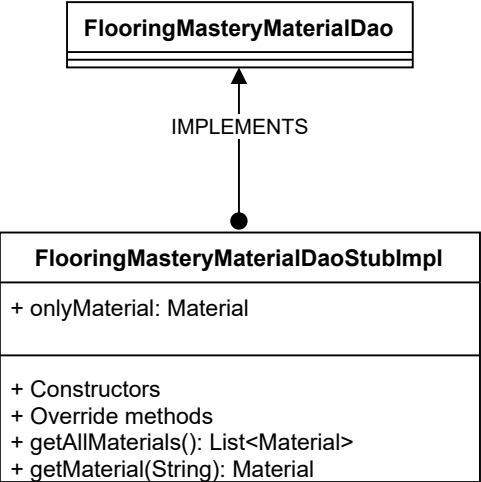 FlooringMasteryMaterialDao
IMPLEMENTS
FlooringMasteryMaterialDaoStubImpl
+ onlyMaterial: Material
+ Constructors
+ Override methods
+ getAllMaterials(): List<Material>
+ getMaterial(String): Material